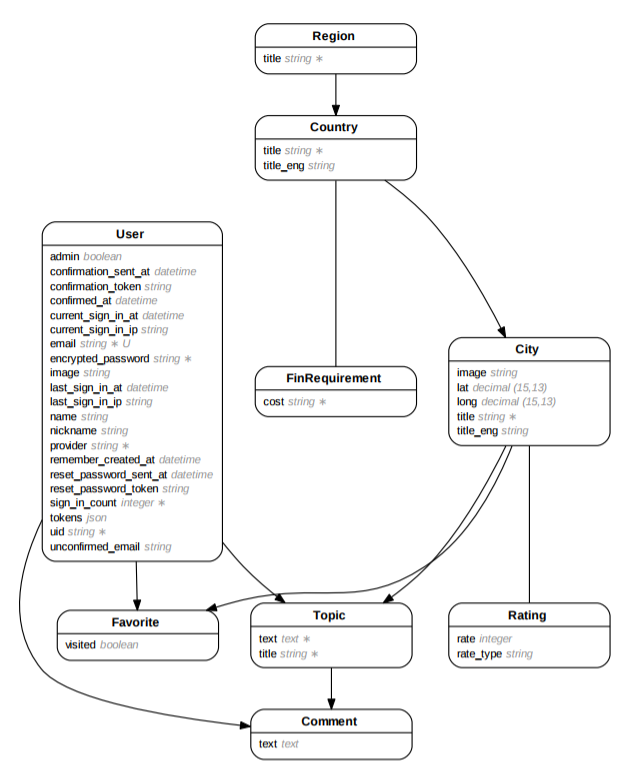 Region
title string ∗
Country
title string ∗
title_eng string
User
admin boolean
confirmation_sent_at datetime
confirmation_token string
confirmed_at datetime
current_sign_in_at datetime
current_sign_in_ip string
email string ∗ U
encrypted_password string ∗
image string
last_sign_in_at datetime
last_sign_in_ip string
name string
nickname string
provider string ∗
remember_created_at datetime
reset_password_sent_at datetime
reset_password_token string
sign_in_count integer ∗
tokens json
uid string ∗
unconfirmed_email string
FinRequirement
cost string ∗
City
image string
lat decimal (15,13)
long decimal (15,13)
title string ∗
title_eng string
Favorite
visited boolean
Topic
text text ∗
title string ∗
Rating
rate integer
rate_type string
Comment
text text